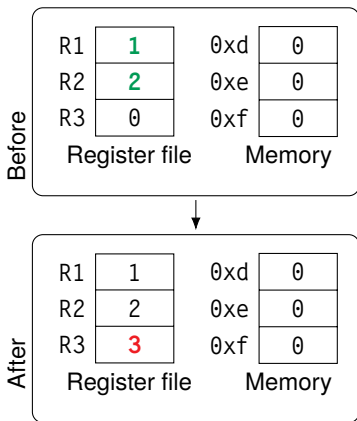 Before
R1 1 0xd 0
R2 2 0xe 0
R3 0 0xf 0
Register file Memory
After
R1 1 0xd 0
R2 2 0xe 0
R3 3 0xf 0
Register file Memory